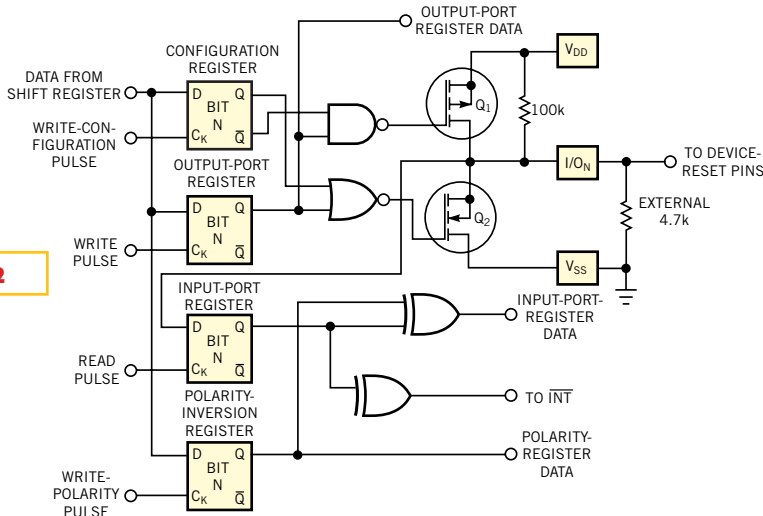 OUTPUT-PORT
REGISTER DATA
CONFIGURATION
REGISTER
VDD
DATA FROM
SHIFT REGISTER
D Q
BIT
N
CK Q̅
Q1
100k
WRITE-CON-
FIGURATION
PULSE
OUTPUT-PORT
REGISTER
I/ON
TO DEVICE-
RESET PINS
D Q
BIT
N
CK Q̅
Q2
EXTERNAL
4.7k
WRITE
PULSE
VSS
2
INPUT-PORT
REGISTER
INPUT-PORT-
REGISTER
DATA
D Q
BIT
N
CK Q̅
READ
PULSE
TO I̅N̅T̅
POLARITY-
INVERSION
REGISTER
POLARITY-
REGISTER
DATA
D Q
BIT
N
CK Q̅
WRITE-
POLARITY
PULSE